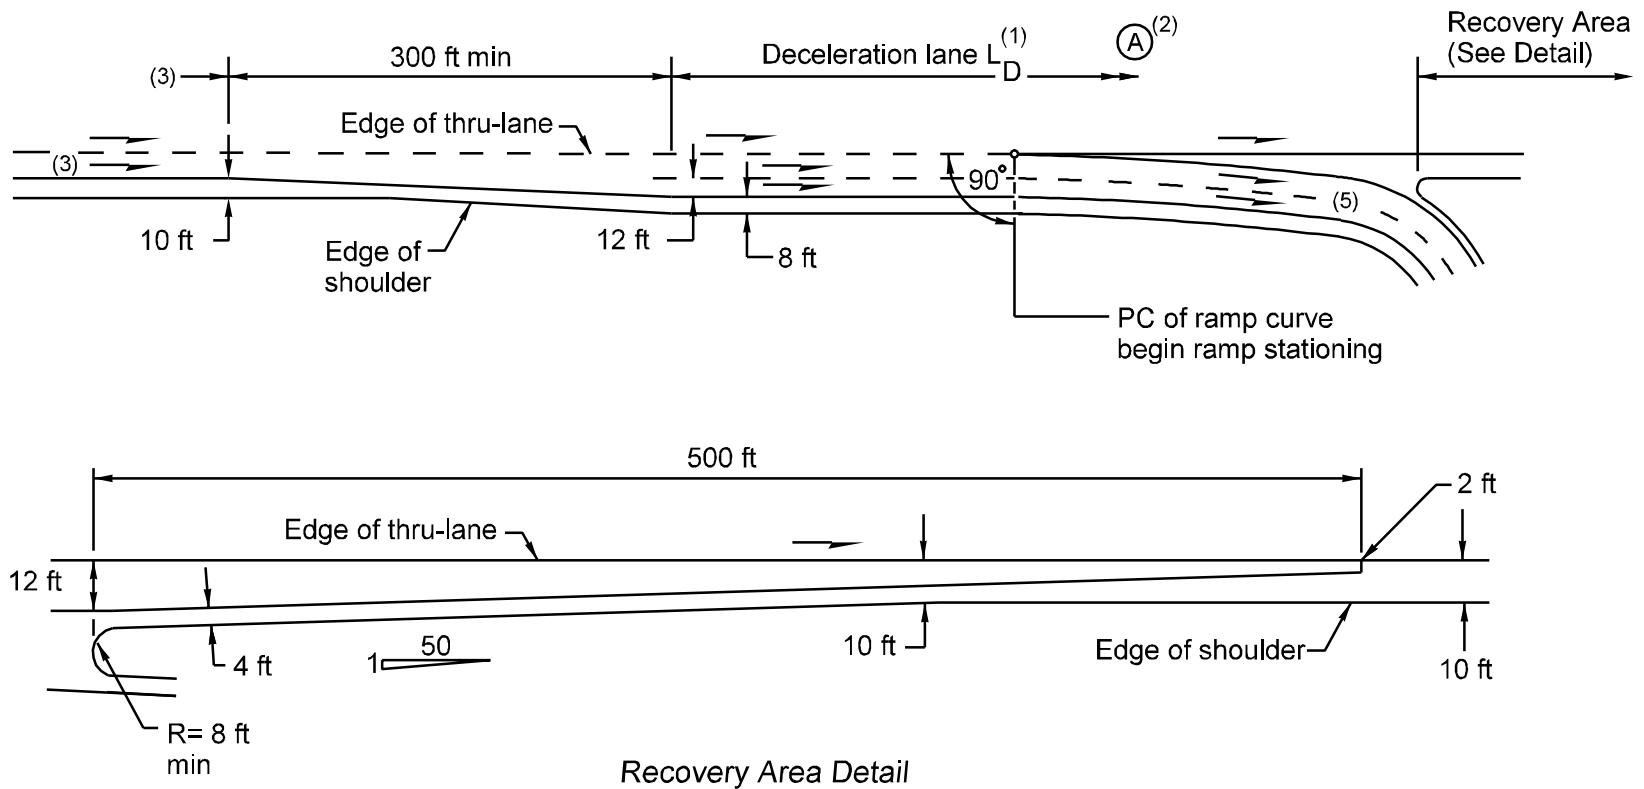 (3)
300 ft min
Deceleration lane L D (1)
A (2)
Recovery Area
(See Detail)
Edge of thru-lane
(3)
90°
(5)
10 ft
Edge of
shoulder
12 ft
8 ft
PC of ramp curve
begin ramp stationing
500 ft
2 ft
Edge of thru-lane
12 ft
4 ft
1
50
10 ft
Edge of shoulder
10 ft
R= 8 ft
min
Recovery Area Detail